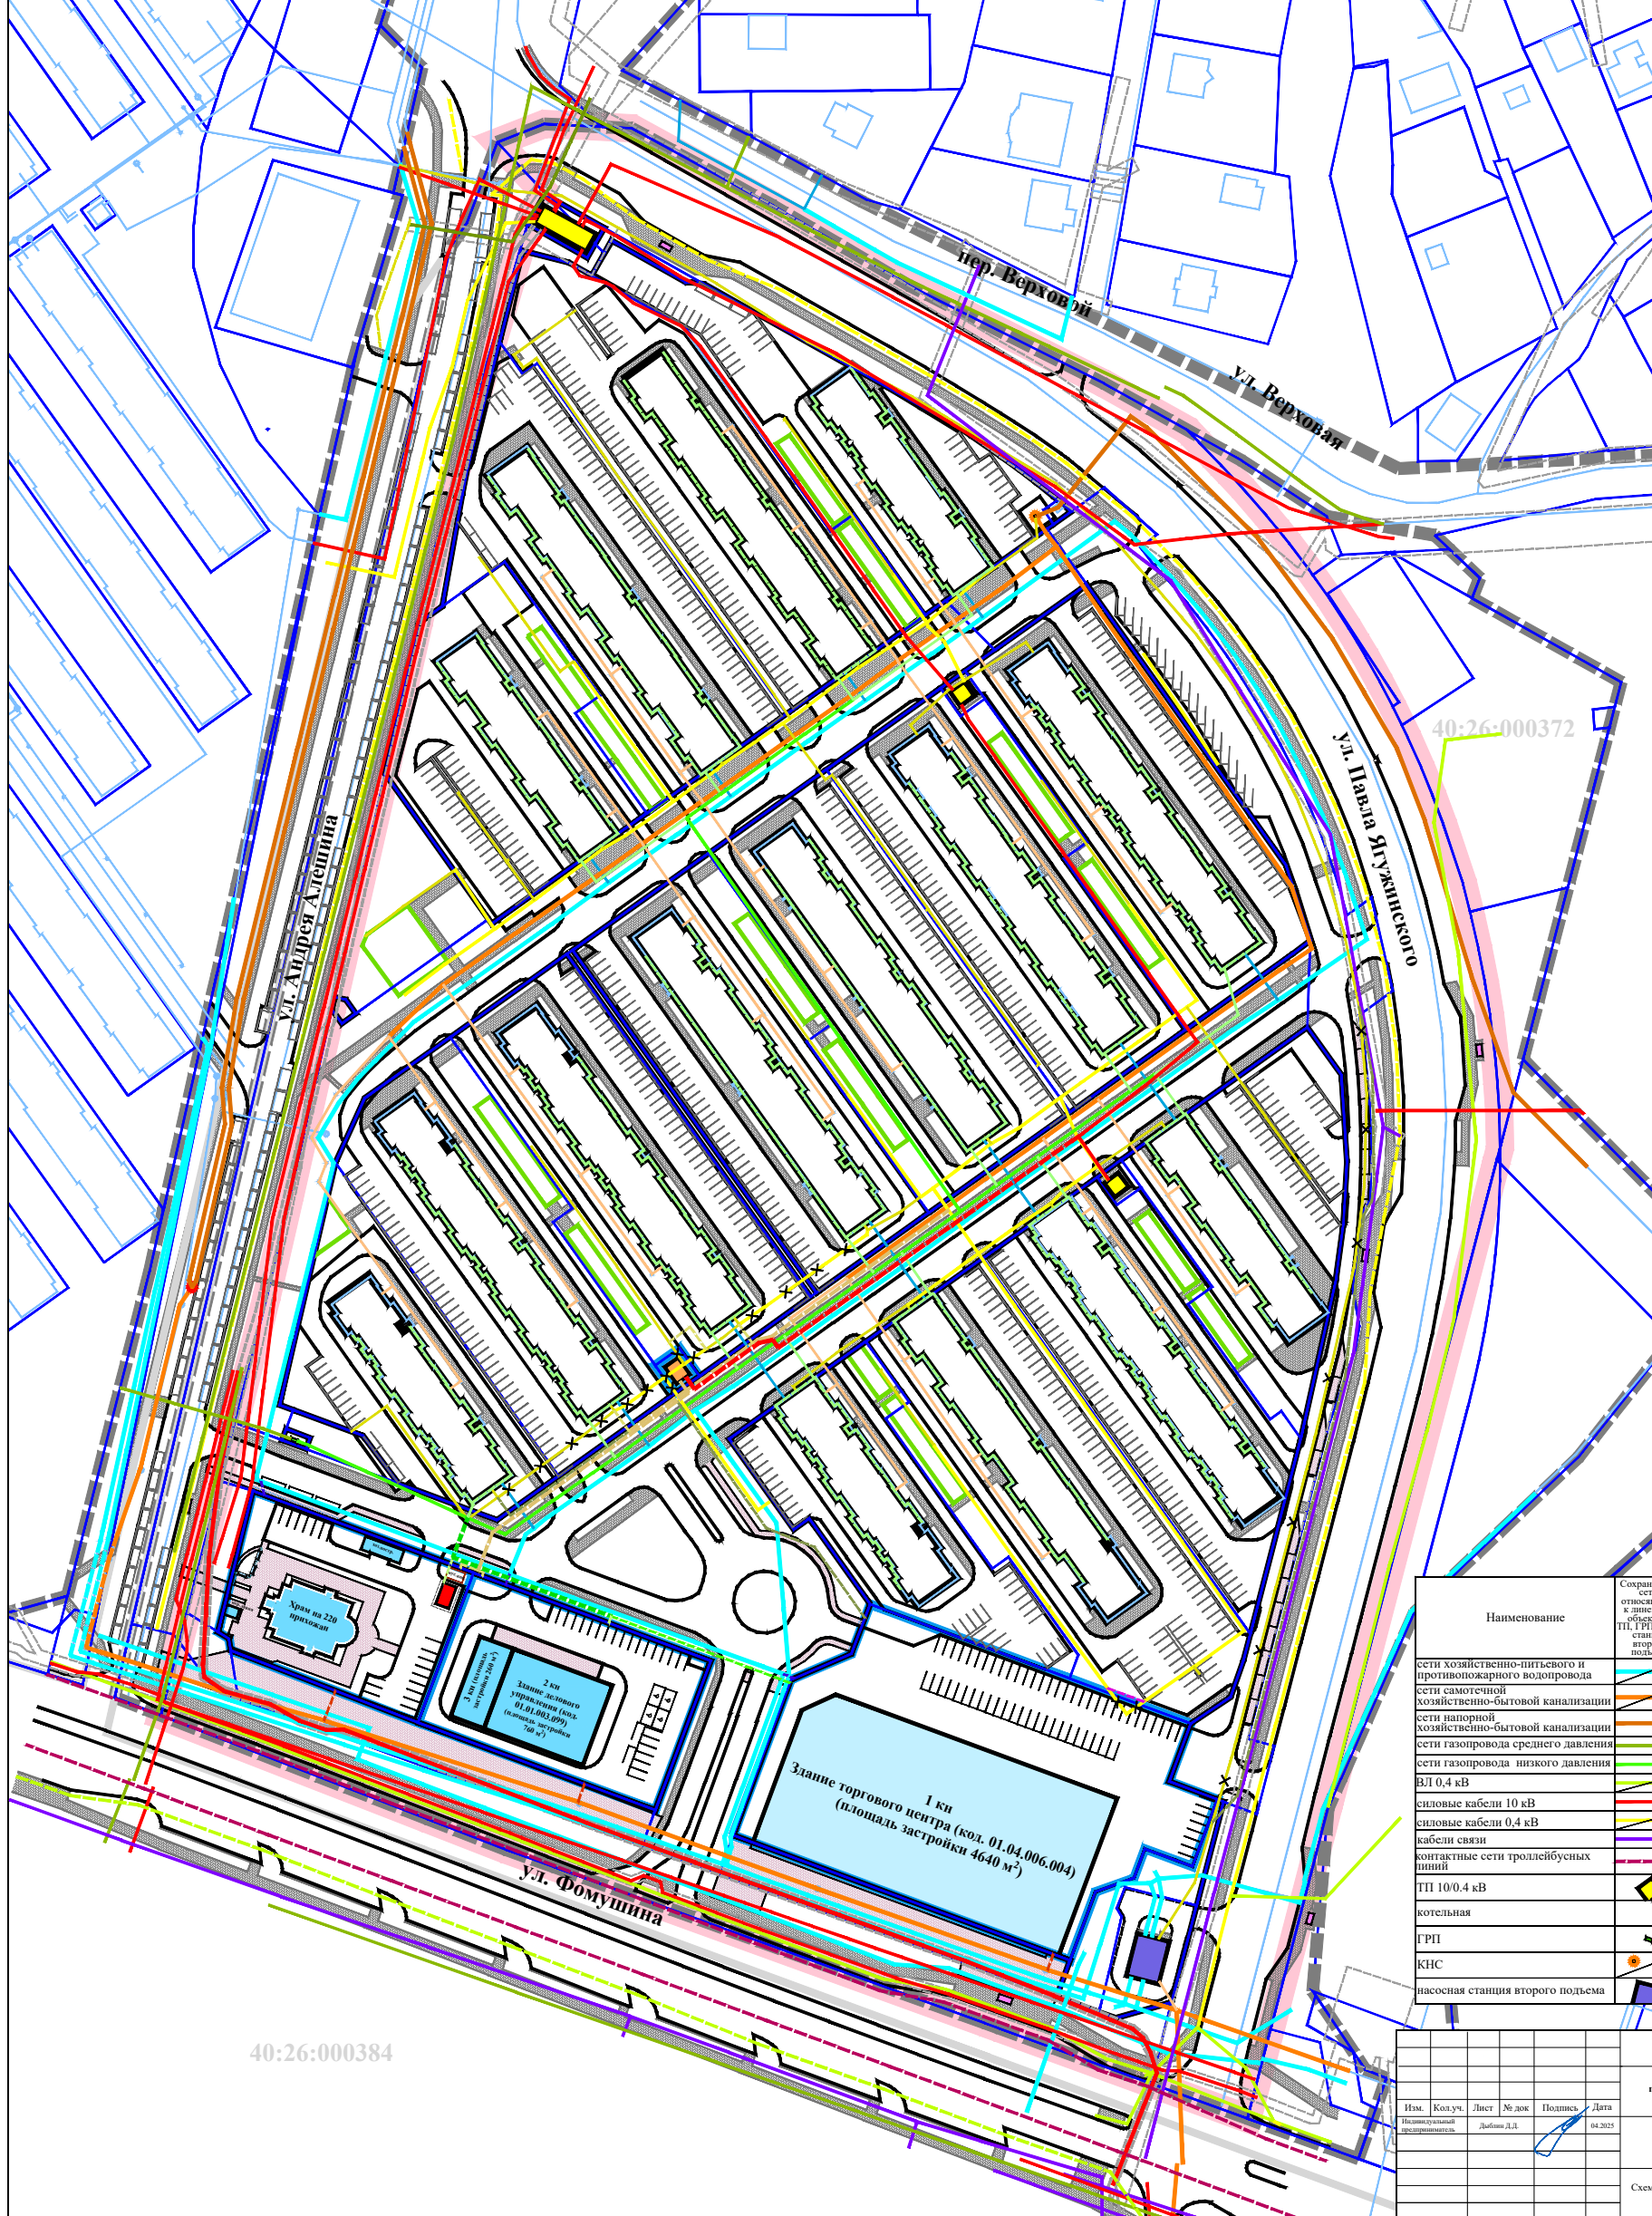 пер. Верховой
ул. Верховая
40:26:000372
ул. Павла Ягужинского
ул. Андрея Алешина
Храм на 220
прихожан
3 кн (площадь
застройки 260 м²)
2 кн
Здание делового
управления (код.
01.01.003.099)
(площадь застройки
760 м²)
1 кн
Здание торгового центра (код. 01.04.006.004)
(площадь застройки 4640 м²)
ул. Фомушина
40:26:000384
Наименование
сети хозяйственно-питьевого и
противопожарного водопровода
сети самотечной
хозяйственно-бытовой канализации
сети напорной
хозяйственно-бытовой канализации
сети газопровода среднего давления
сети газопровода низкого давления
ВЛ 0,4 кВ
силовые кабели 10 кВ
силовые кабели 0,4 кВ
кабели связи
контактные сети троллейбусных
линий
ТП 10/0.4 кВ
котельная
ГРП
КНС
насосная станция второго подъема
Изм. Кол.уч. Лист № док Подпись Дата
Индивидуальный
предприниматель
04.2025